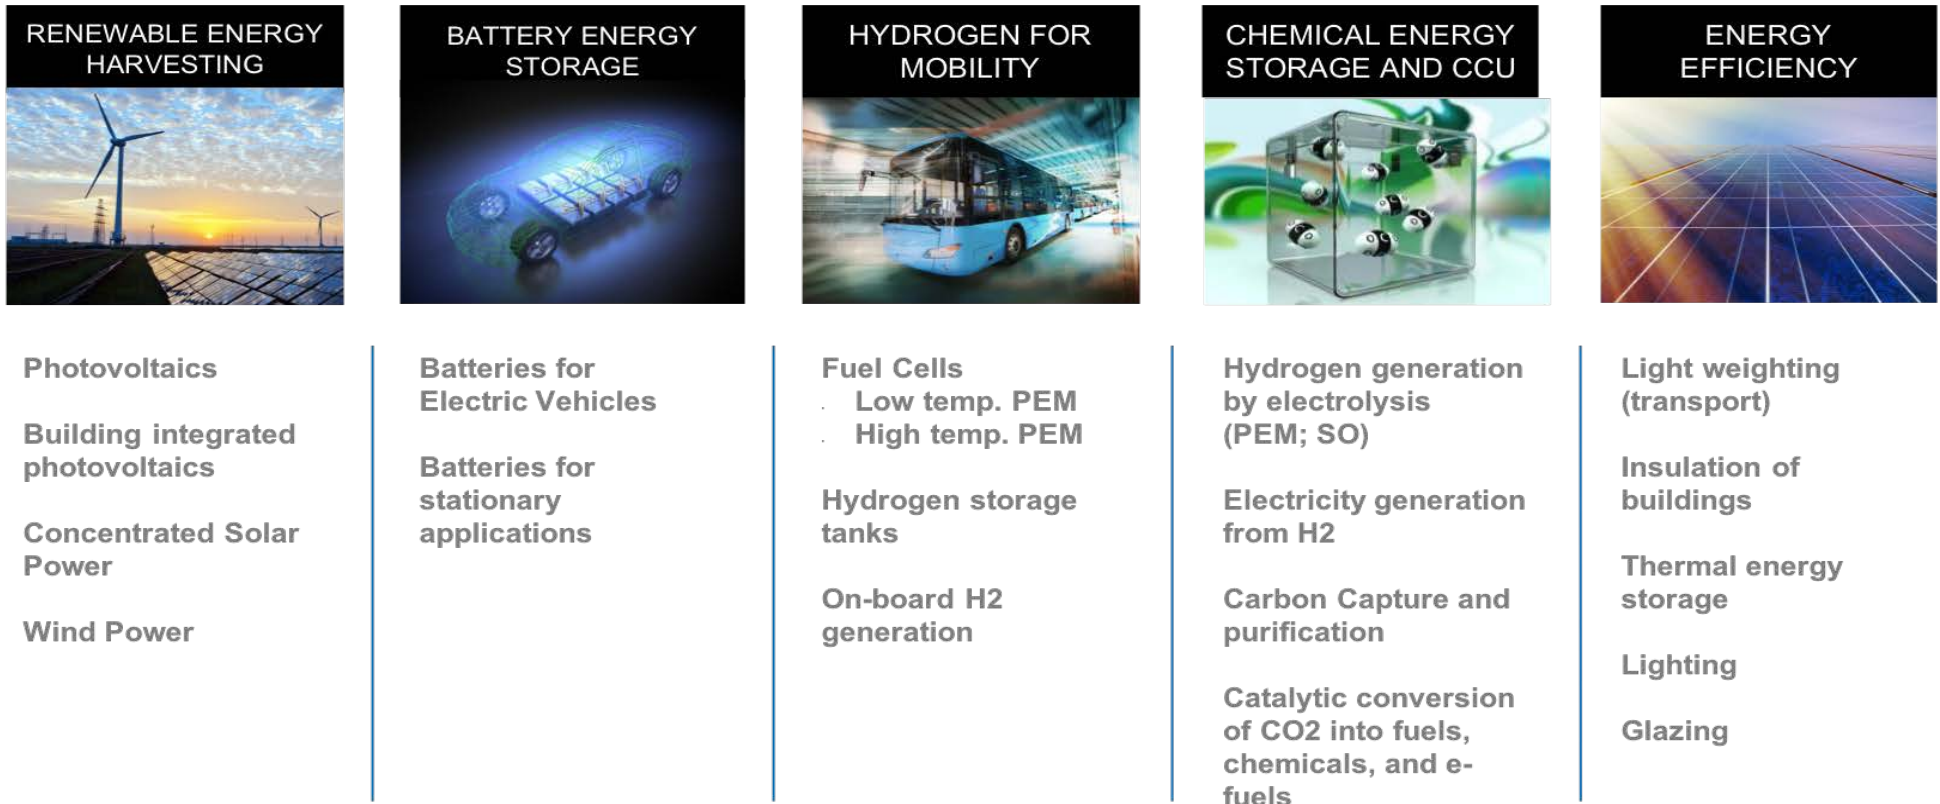 RENEWABLE ENERGY
HARVESTING
Photovoltaics
Building integrated
photovoltaics
Concentrated Solar
Power
Wind Power
BATTERY ENERGY
STORAGE
Batteries for
Electric Vehicles
Batteries for
stationary
applications
HYDROGEN FOR
MOBILITY
Fuel Cells
· Low temp. PEM
· High temp. PEM
Hydrogen storage
tanks
On-board H2
generation
CHEMICAL ENERGY
STORAGE AND CCU
Hydrogen generation
by electrolysis
(PEM; SO)
Electricity generation
from H2
Carbon Capture and
purification
Catalytic conversion
of CO2 into fuels,
chemicals, and e-
fuels
ENERGY
EFFICIENCY
Light weighting
(transport)
Insulation of
buildings
Thermal energy
storage
Lighting
Glazing